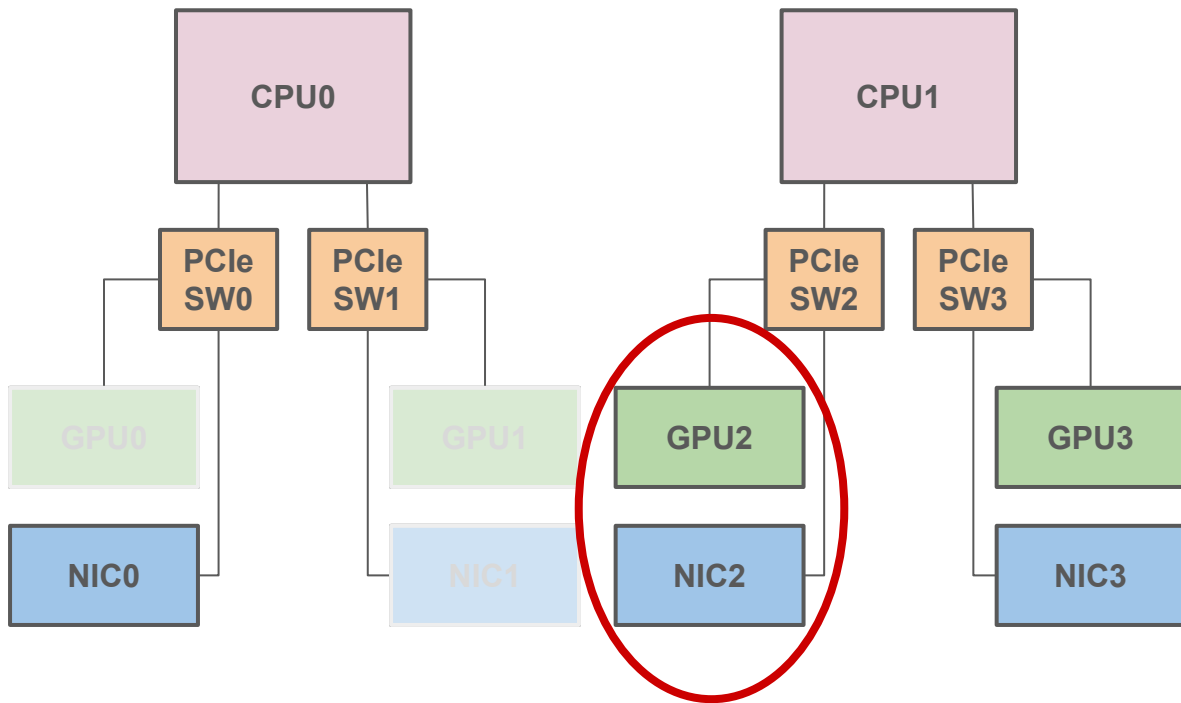 CPU0
CPU1
PCIe
SW0
PCIe
SW1
PCIe
SW2
PCIe
SW3
GPU0
GPU1
GPU2
GPU3
NIC0
NIC1
NIC2
NIC3